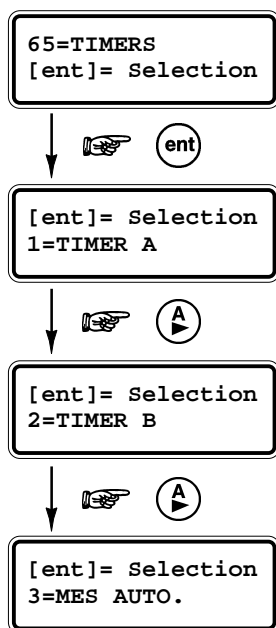 65=TIMERS
[ent]= Selection
ent
[ent]= Selection
1=TIMER A
A
[ent]= Selection
2=TIMER B
A
[ent]= Selection
3=MES AUTO.